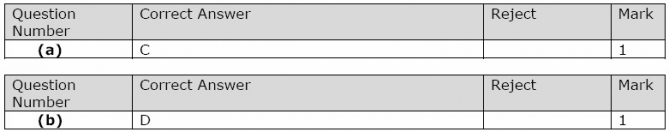 Question Number Correct Answer Reject Mark
(a) C 1
Question Number Correct Answer Reject Mark
(b) D 1